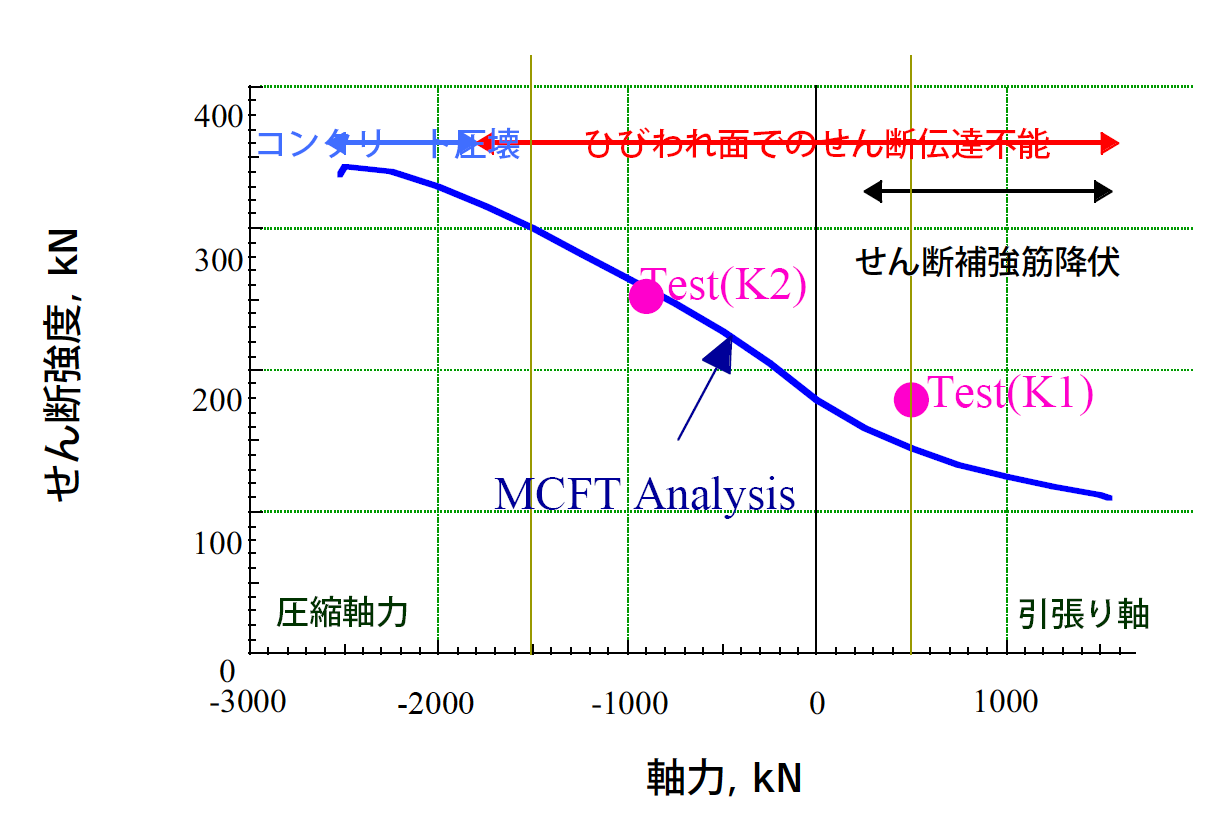 400
コンクリート圧壊
ひびわれ面でのせん断伝達不能
300
せん断補強筋降伏
Test(K2)
せん断強度, kN
200
Test(K1)
MCFT Analysis
100
圧縮軸力
引張り軸
0
-3000
-2000
-1000
0
1000
軸力, kN